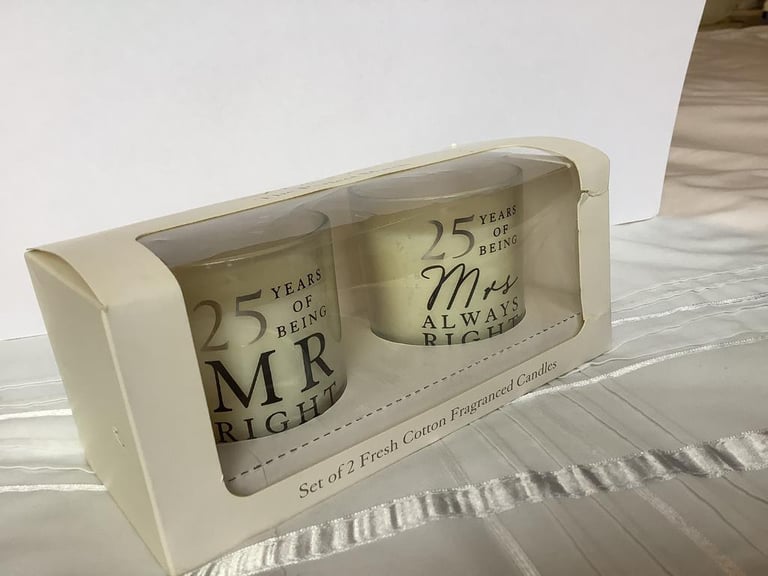 25 YEARS
OF
BEING
MR
RIGHT
25 YEARS
OF
BEING
Mrs
ALWAYS
RIGHT
Set of 2 Fresh Cotton Fragranced Candles